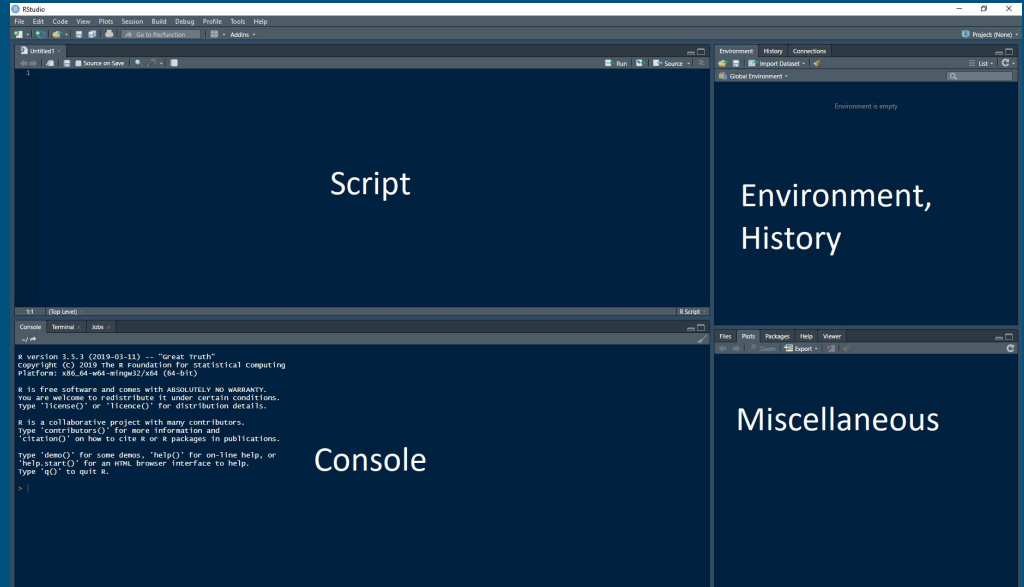 RStudio
File Edit Code View Plots Session Build Debug Profile Tools Help
Go to file/function Addins Project: (None)
Untitled1
Source on Save Run Source
1
Script
1:1 (Top Level) R Script
Console Terminal Jobs
~/
R version 3.5.3 (2019-03-11) -- "Great Truth"
Copyright (C) 2019 The R Foundation for Statistical Computing
Platform: x86_64-w64-mingw32/x64 (64-bit)
R is free software and comes with ABSOLUTELY NO WARRANTY.
You are welcome to redistribute it under certain conditions.
Type 'license()' or 'licence()' for distribution details.
R is a collaborative project with many contributors.
Type 'contributors()' for more information and
'citation()' on how to cite R or R packages in publications.
Type 'demo()' for some demos, 'help()' for on-line help, or
'help.start()' for an HTML browser interface to help.
Type 'q()' to quit R.
>
Console
Environment History Connections
Import Dataset List
Global Environment
Environment is empty
Environment,
History
Files Plots Packages Help Viewer
Zoom Export
Miscellaneous